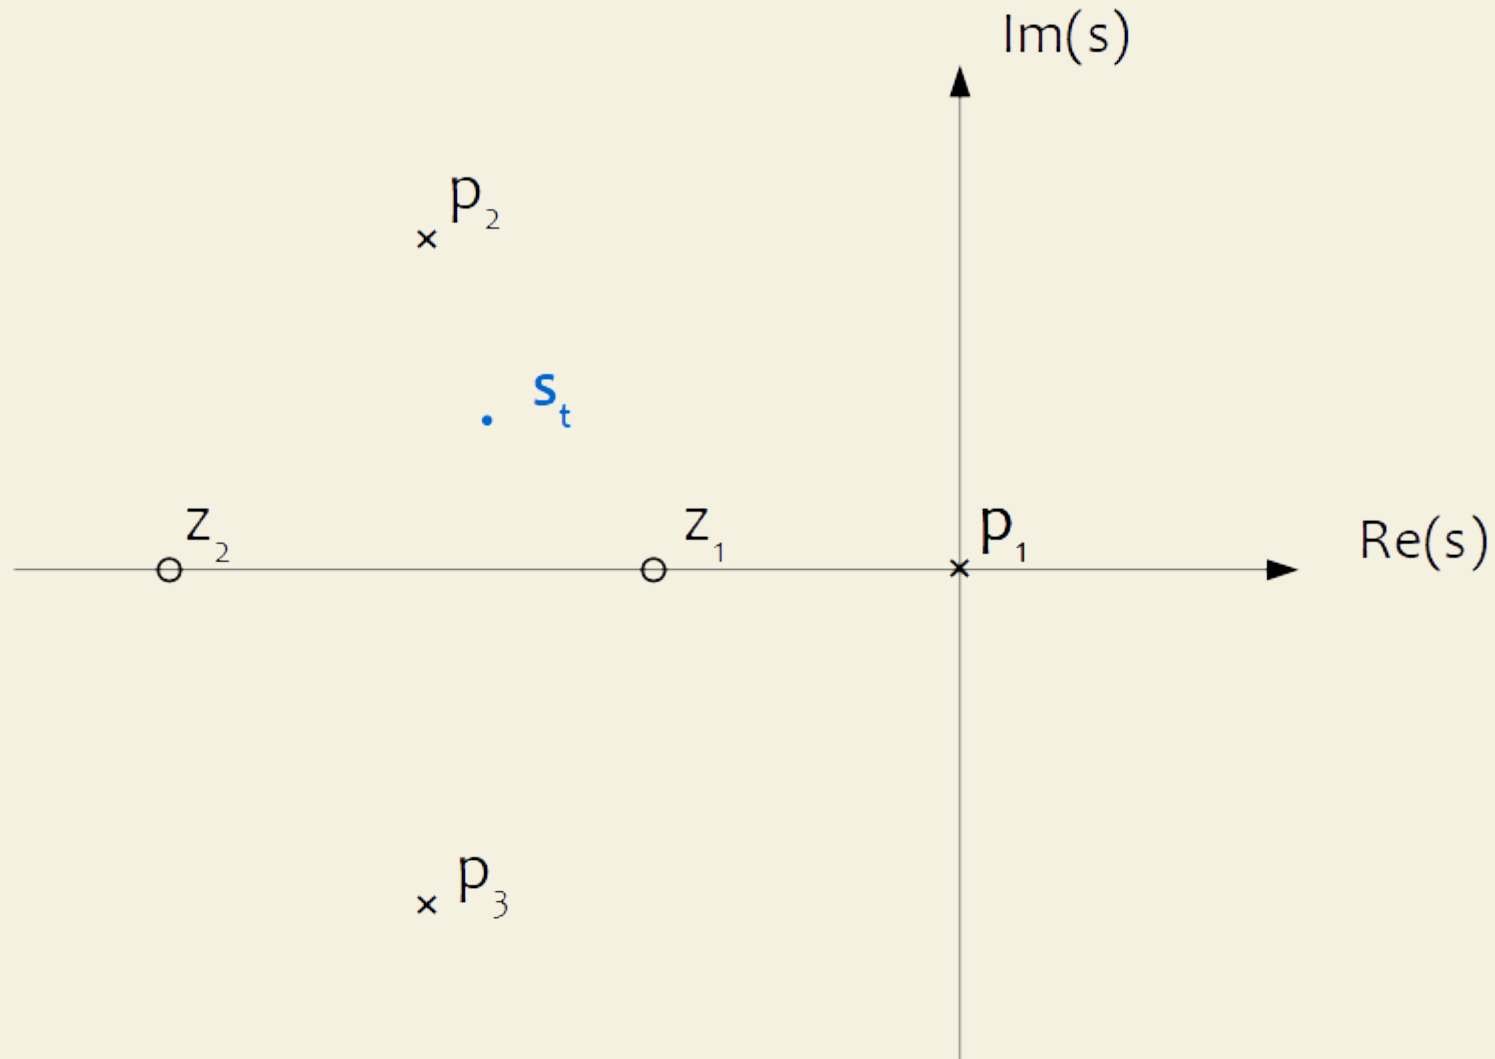 Im(s)
p₂
sₜ
z₂
z₁
p₁
Re(s)
p₃